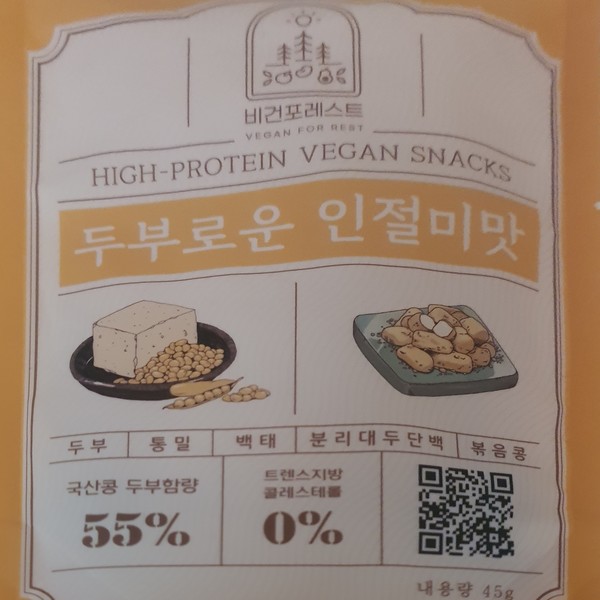 비건포레스트
VEGAN FOR REST
HIGH-PROTEIN VEGAN SNACKS
두부로운 인절미맛
두부 통밀 백태 분리대두단백 볶음콩
국산콩 두부함량
55%
트랜스지방
콜레스테롤
0%
내용량 45g